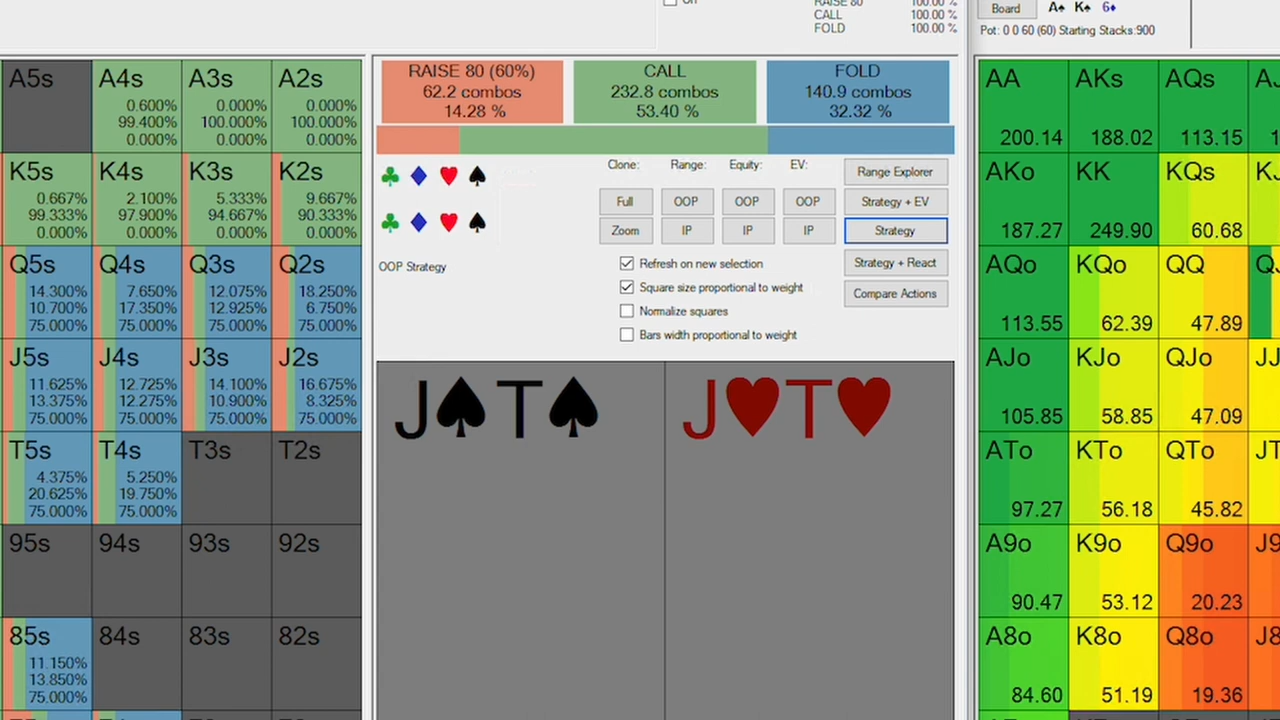 RAISE 80 100.00 %
CALL 100.00 %
FOLD 100.00 %
Board A♠ K♠ 6♦
Pot: 0 0 60 (60) Starting Stacks:900
A5s
A4s
0.600%
99.400%
0.000%
A3s
0.000%
100.000%
0.000%
A2s
0.000%
100.000%
0.000%
K5s
0.667%
99.333%
0.000%
K4s
2.100%
97.900%
0.000%
K3s
5.333%
94.667%
0.000%
K2s
9.667%
90.333%
0.000%
Q5s
14.300%
10.700%
75.000%
Q4s
7.650%
17.350%
75.000%
Q3s
12.075%
12.925%
75.000%
Q2s
18.250%
6.750%
75.000%
J5s
11.625%
13.375%
75.000%
J4s
12.725%
12.275%
75.000%
J3s
14.100%
10.900%
75.000%
J2s
16.675%
8.325%
75.000%
T5s
4.375%
20.625%
75.000%
T4s
5.250%
19.750%
75.000%
T3s
T2s
95s
94s
93s
92s
85s
11.150%
13.850%
75.000%
84s
83s
82s
RAISE 80 (60%)
62.2 combos
14.28 %
CALL
232.8 combos
53.40 %
FOLD
140.9 combos
32.32 %
♣ ♦ ♥ ♠
♣ ♦ ♥ ♠
OOP Strategy
Clone: Range: Equity: EV:
Full OOP OOP OOP
Zoom IP IP IP
Range Explorer
Strategy + EV
Strategy
Strategy + React
Compare Actions
Refresh on new selection
Square size proportional to weight
Normalize squares
Bars width proportional to weight
J♠T♠ J♥T♥
AA
200.14
AKs
188.02
AQs
113.15
AKo
187.27
KK
249.90
KQs
60.68
AQo
113.55
KQo
62.39
QQ
47.89
AJo
105.85
KJo
58.85
QJo
47.09
ATo
97.27
KTo
56.18
QTo
45.82
A9o
90.47
K9o
53.12
Q9o
20.23
A8o
84.60
K8o
51.19
Q8o
19.36